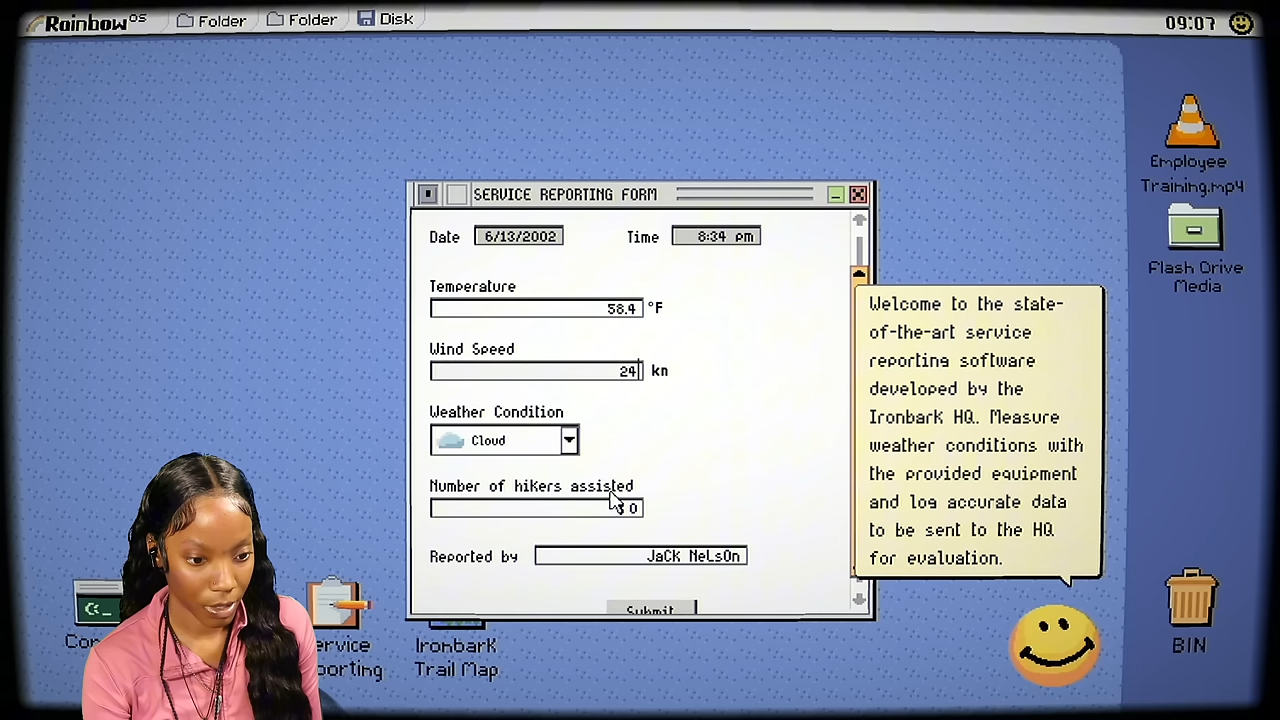 RainbowOS
Folder
Folder
Disk
09:07
Employee
Training.mp4
Flash Drive
Media
SERVICE REPORTING FORM
Date
6/13/2002
Time
8:34 pm
Temperature
58.4 °F
Wind Speed
24 kn
Weather Condition
Cloud
Number of hikers assisted
Reported by
JaCK NeLsOn
Submit
Welcome to the state-
of-the-art service
reporting software
developed by the
Ironbark HQ. Measure
weather conditions with
the provided equipment
and log accurate data
to be sent to the HQ
for evaluation.
Ironbark
Trail Map
BIN